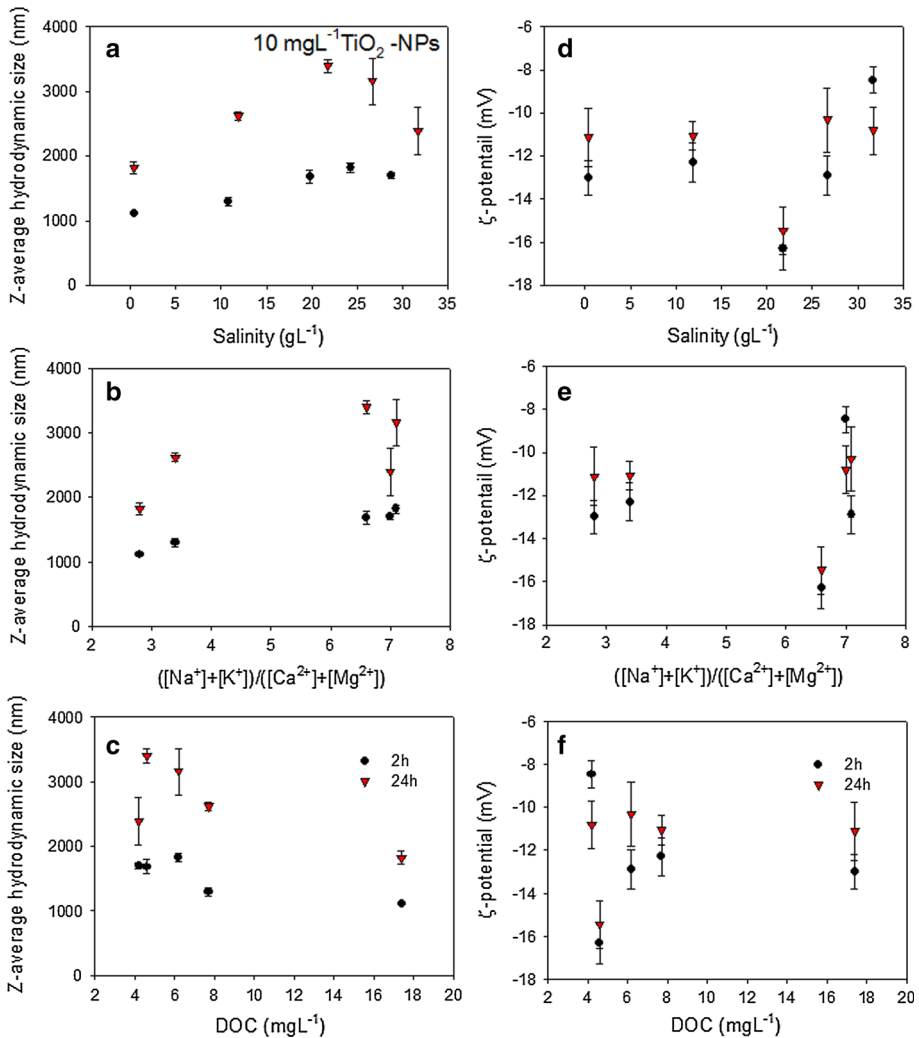 a
10 mgL⁻¹TiO₂ -NPs
Z-average hydrodynamic size (nm)
4000
3000
2000
1000
0
0 5 10 15 20 25 30 35
Salinity (gL⁻¹)
d
ζ-potentail (mV)
-6
-8
-10
-12
-14
-16
-18
0 5 10 15 20 25 30 35
Salinity (gL⁻¹)
b
Z-average hydrodynamic size (nm)
4000
3000
2000
1000
0
2 3 4 5 6 7 8
([Na⁺]+[K⁺])/([Ca²⁺]+[Mg²⁺])
e
ζ-potentail (mV)
-6
-8
-10
-12
-14
-16
-18
2 3 4 5 6 7 8
([Na⁺]+[K⁺])/([Ca²⁺]+[Mg²⁺])
c
Z-average hydrodynamic size (nm)
4000
3000
2000
1000
0
2h
24h
2 4 6 8 10 12 14 16 18 20
DOC (mgL⁻¹)
f
ζ-potential (mV)
-6
-8
-10
-12
-14
-16
-18
2h
24h
2 4 6 8 10 12 14 16 18 20
DOC (mgL⁻¹)